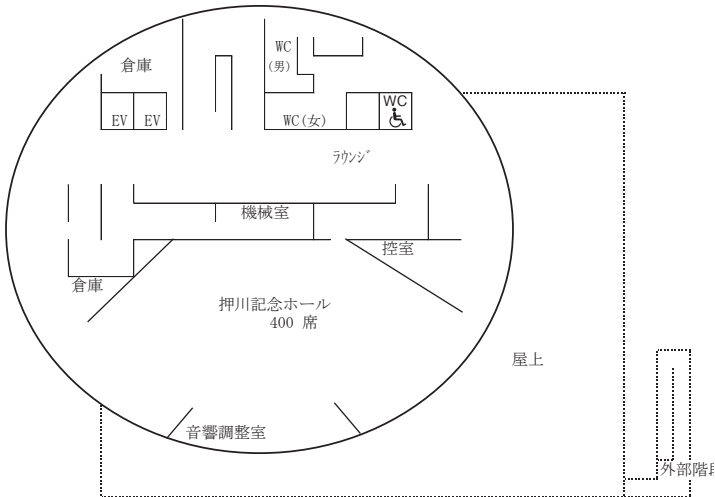 倉庫
WC
(男)
EV
EV
WC(女)
WC
ﾗｳﾝｼﾞ
機械室
控室
倉庫
押川記念ホール
400 席
屋上
音響調整室
外部階段